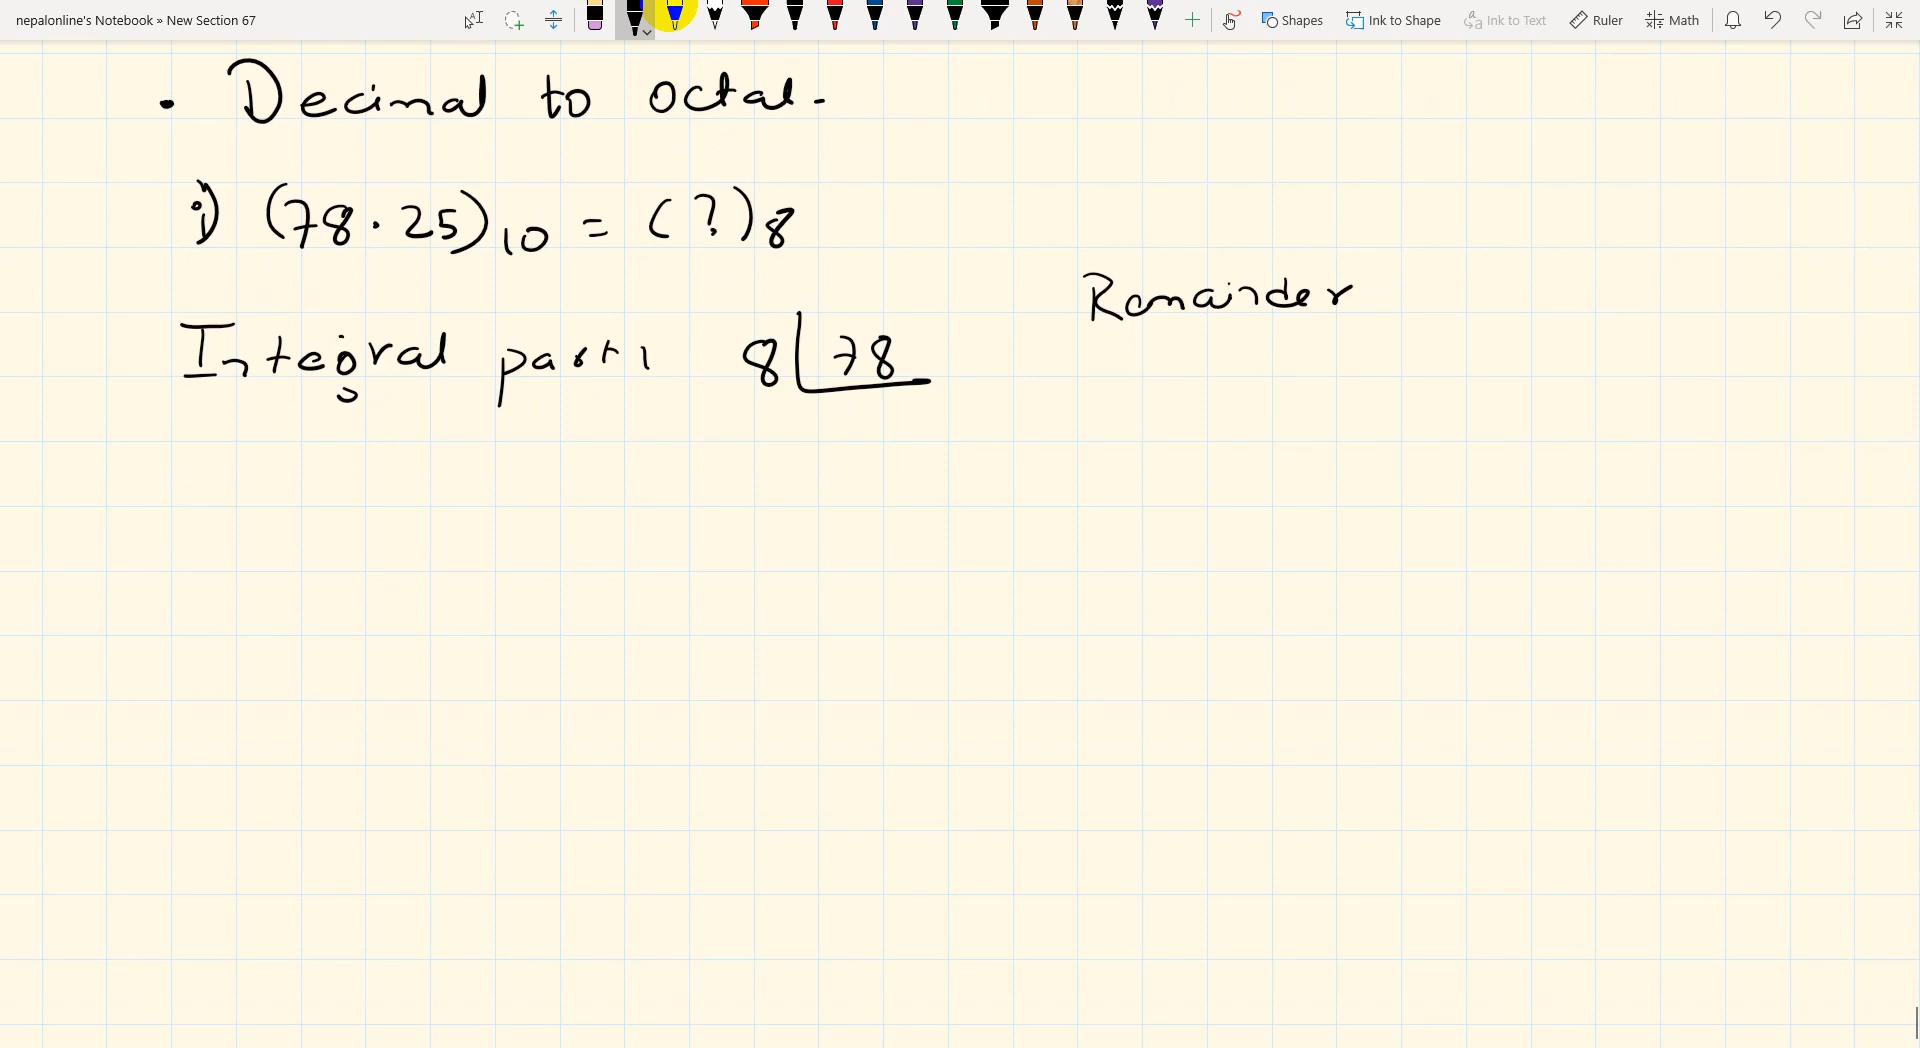 nepalonline's Notebook » New Section 67
Shapes Ink to Shape Ink to Text Ruler Math
• Decimal to Octal.
i) (78.25)10 = (?)8
Remainder
Integral part: 8 78